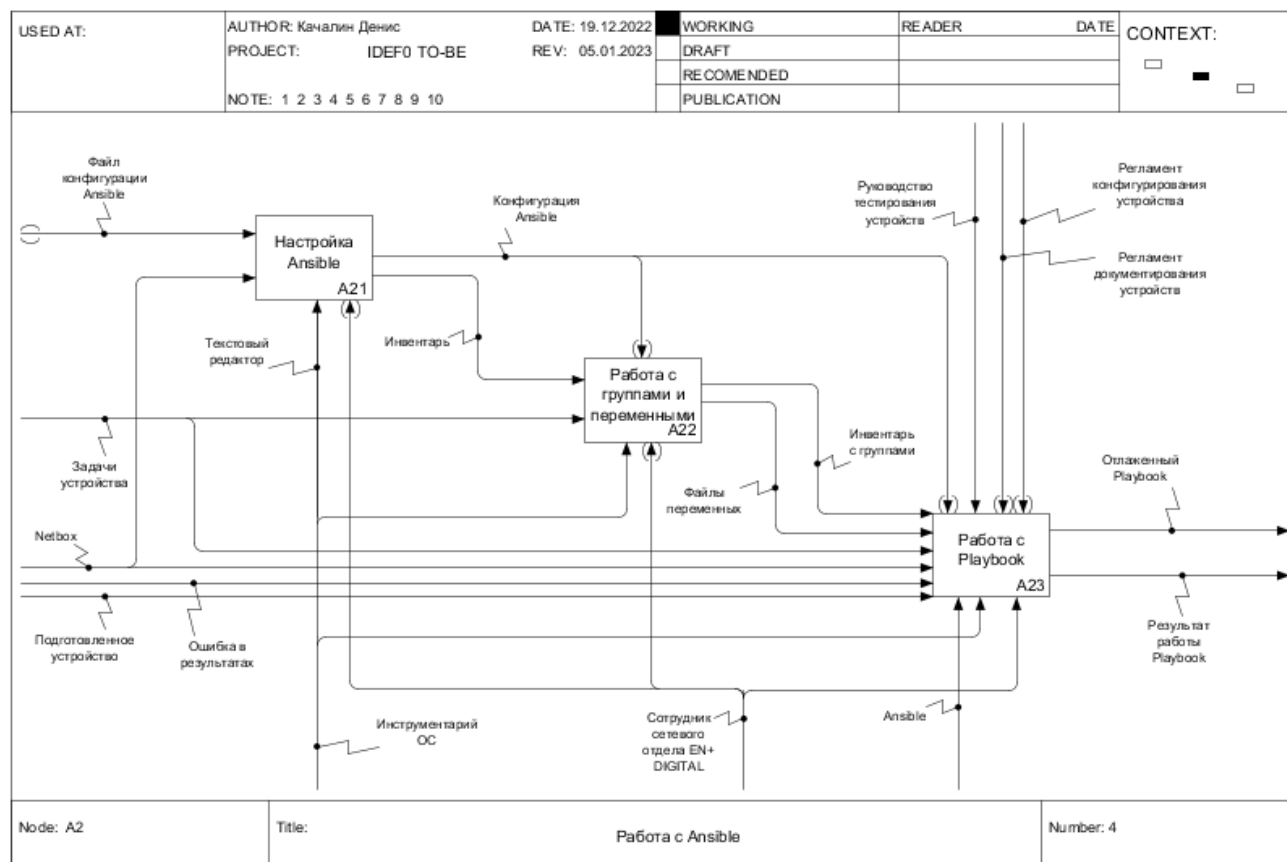 USED AT:
AUTHOR: Качалин Денис
DATE: 19.12.2022
PROJECT: IDEF0 TO-BE
REV: 05.01.2023
NOTE: 1 2 3 4 5 6 7 8 9 10
WORKING
DRAFT
RECOMENDED
PUBLICATION
READER
DATE
CONTEXT:
Файл
конфигурации
Ansible
Настройка
Ansible
A21
Конфигурация
Ansible
Руководство
тестирования
устройств
Регламент
конфигурирования
устройства
Регламент
документирования
устройств
Текстовый
редактор
Инвентарь
Работа с
группами и
переменными
A22
Задачи
устройства
Инвентарь
с группами
Файлы
переменных
Отлаженный
Playbook
Netbox
Работа с
Playbook
A23
Подготовленное
устройство
Ошибка в
результатах
Результат
работы
Playbook
Инструментарий
ОС
Сотрудник
сетевого
отдела EN+
DIGITAL
Ansible
Node: A2
Title:
Работа с Ansible
Number: 4